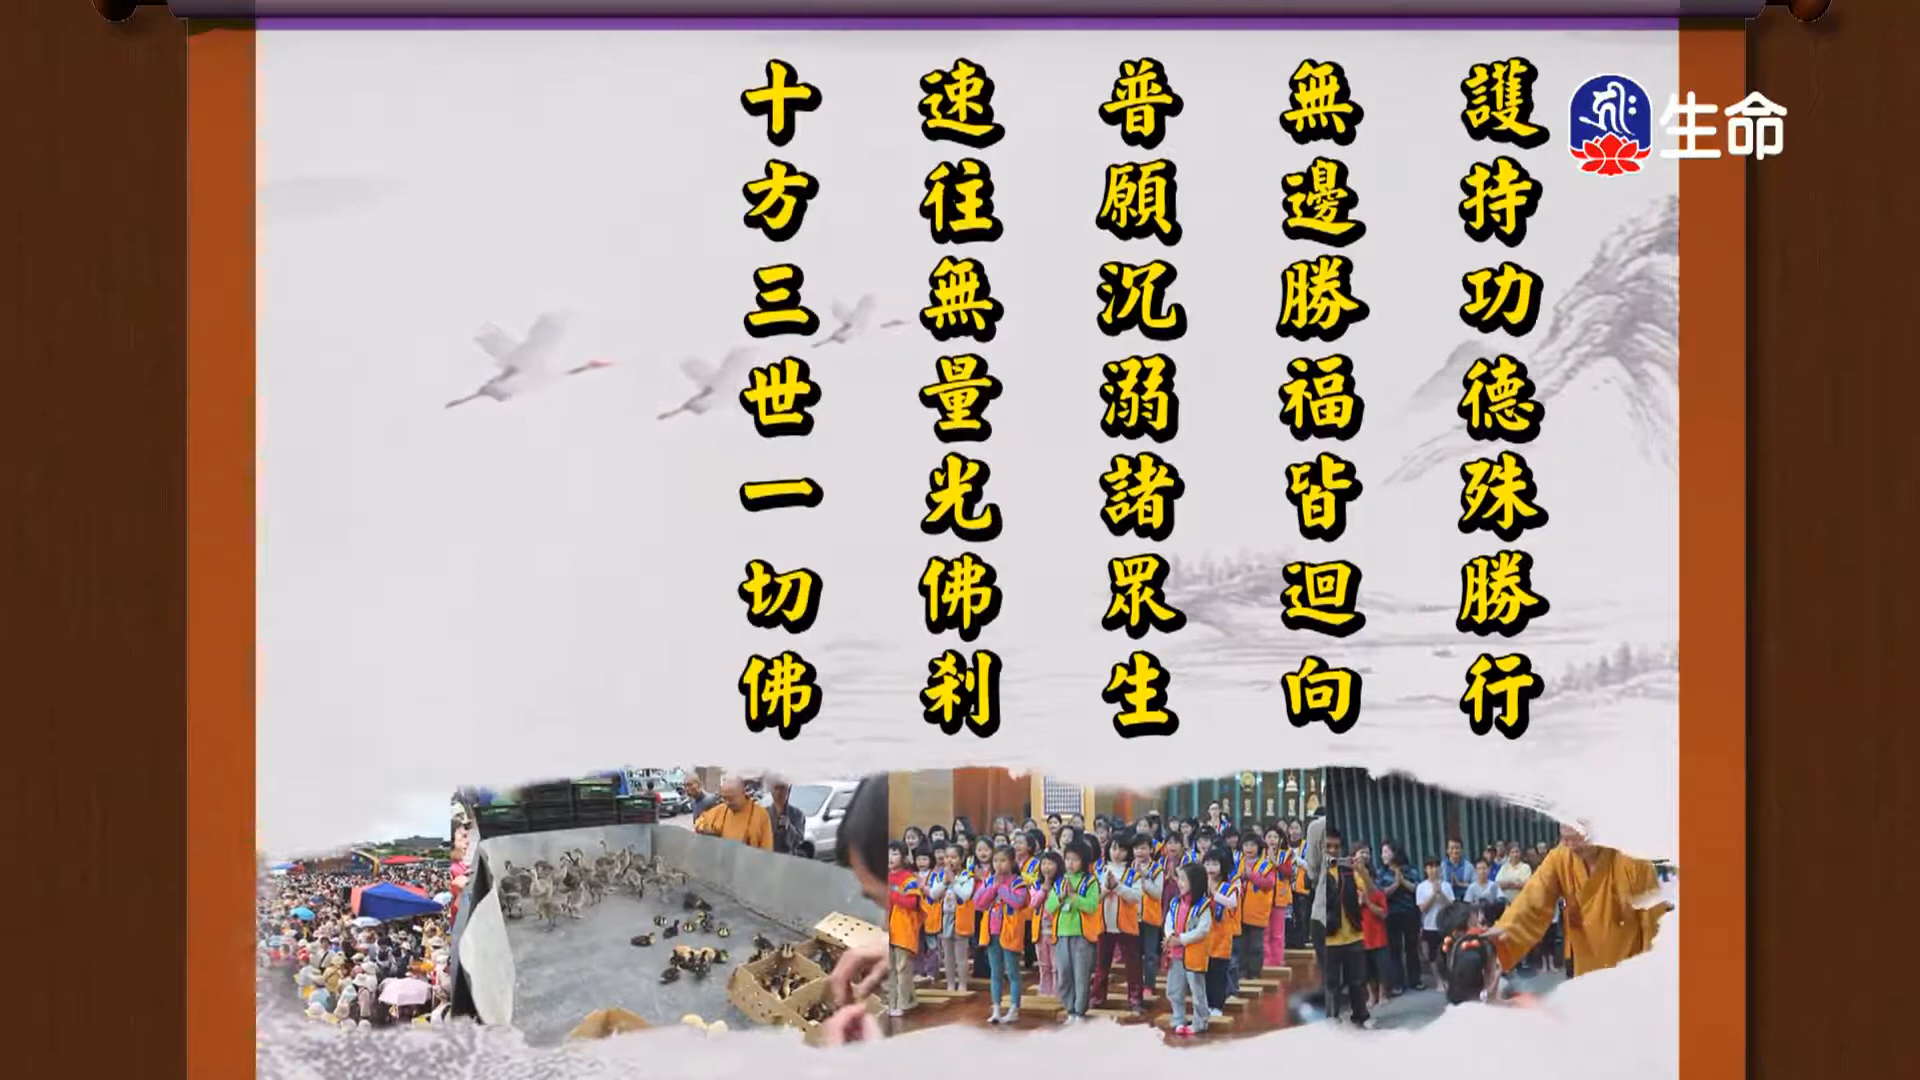 護持功德殊勝行
無邊勝福皆迴向
普願沉溺諸眾生
速往無量光佛剎
十方三世一切佛
生命